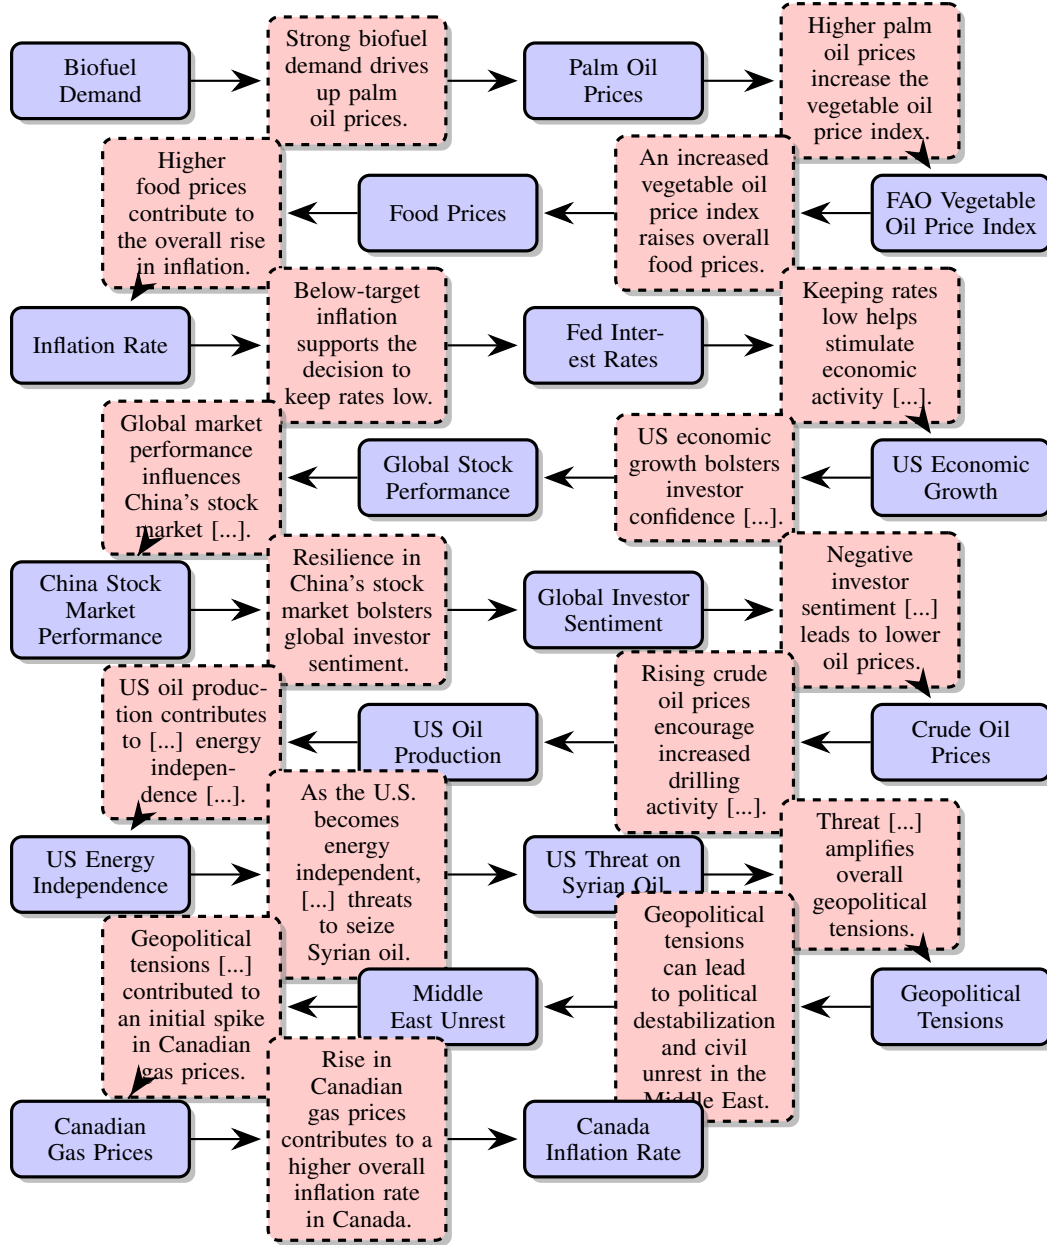 Biofuel
Demand
Strong biofuel
demand drives
up palm
oil prices.
Palm Oil
Prices
Higher palm
oil prices
increase the
vegetable oil
price index.
FAO Vegetable
Oil Price Index
An increased
vegetable oil
price index
raises overall
food prices.
Food Prices
Higher
food prices
contribute to
the overall rise
in inflation.
Inflation Rate
Below-target
inflation
supports the
decision to
keep rates low.
Fed Inter-
est Rates
Keeping rates
low helps
stimulate
economic
activity [...].
US Economic
Growth
US economic
growth bolsters
investor
confidence [...].
Global Stock
Performance
Global market
performance
influences
China's stock
market [...].
China Stock
Market
Performance
Resilience in
China's stock
market bolsters
global investor
sentiment.
Global Investor
Sentiment
Negative
investor
sentiment [...]
leads to lower
oil prices.
Crude Oil
Prices
Rising crude
oil prices
encourage
increased
drilling
activity [...].
US Oil
Production
US oil produc-
tion contributes
to [...] energy
indepen-
dence [...].
US Energy
Independence
As the U.S.
becomes
energy
independent,
[...] threats
to seize
Syrian oil.
US Threat on
Syrian Oil
Threat [...]
amplifies
overall
geopolitical
tensions.
Geopolitical
Tensions
Geopolitical
tensions
can lead
to political
destabilization
and civil
unrest in the
Middle East.
Middle
East Unrest
Geopolitical
tensions [...]
contributed to
an initial spike
in Canadian
gas prices.
Canadian
Gas Prices
Rise in
Canadian
gas prices
contributes to a
higher overall
inflation rate
in Canada.
Canada
Inflation Rate